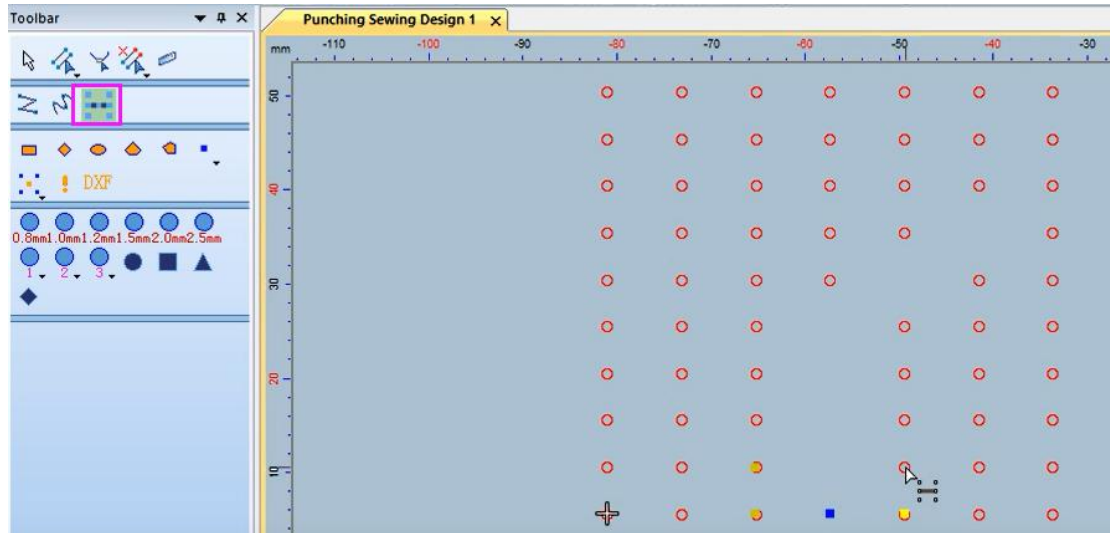 Toolbar
Punching Sewing Design 1
mm -110 -100 -90 -80 -70 -60 -50 -40 -30
50
40
30
20
10
DXF
0.8mm1.0mm1.2mm1.5mm2.0mm2.5mm
1 2 3